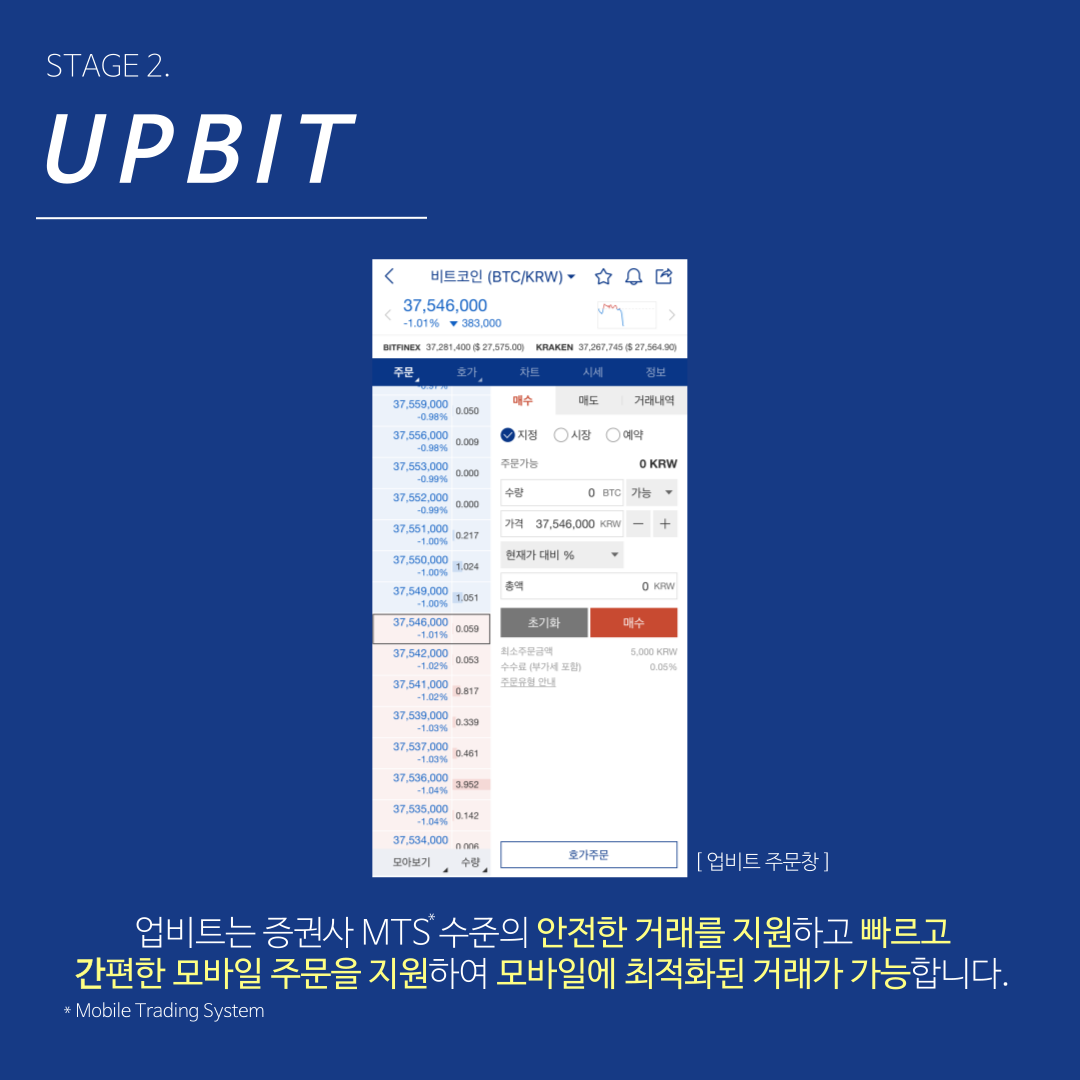 STAGE 2.
UPBIT
비트코인 (BTC/KRW)
37,546,000
-1.01% ▼ 383,000
BITFINEX 37,281,400 ($ 27,575.00) KRAKEN 37,267,745 ($ 27,564.90)
주문 호가 차트 시세 정보
-0.97%
37,559,000 0.050
-0.98%
37,556,000 0.009
-0.98%
37,553,000 0.000
-0.99%
37,552,000 0.000
-0.99%
37,551,000 0.217
-1.00%
37,550,000 1.024
-1.00%
37,549,000 1.051
-1.00%
37,546,000 0.059
-1.01%
37,542,000 0.053
-1.02%
37,541,000 0.817
-1.02%
37,539,000 0.339
-1.03%
37,537,000 0.461
-1.03%
37,536,000 3.952
-1.04%
37,535,000 0.142
-1.04%
37,534,000 0.006
모아보기 수량
매수 매도 거래내역
지정 시장 예약
주문가능 0 KRW
수량 0 BTC 가능
가격 37,546,000 KRW − +
현재가 대비 %
총액 0 KRW
초기화 매수
최소주문금액 5,000 KRW
수수료 (부가세 포함) 0.05%
주문유형 안내
호가주문
[ 업비트 주문창 ]
업비트는 증권사 MTS* 수준의 안전한 거래를 지원하고 빠르고
간편한 모바일 주문을 지원하여 모바일에 최적화된 거래가 가능합니다.
* Mobile Trading System